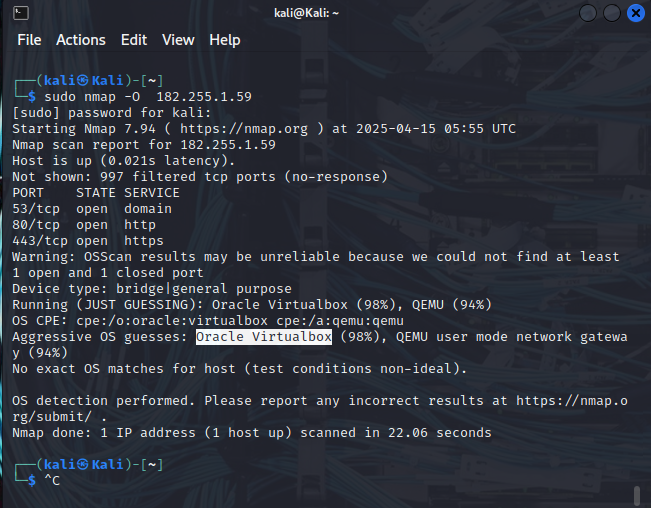 kali@Kali: ~
File Actions Edit View Help
┌──(kali㉿Kali)-[~]
└─$ sudo nmap -O  182.255.1.59
[sudo] password for kali:
Starting Nmap 7.94 ( https://nmap.org ) at 2025-04-15 05:55 UTC
Nmap scan report for 182.255.1.59
Host is up (0.021s latency).
Not shown: 997 filtered tcp ports (no-response)
PORT    STATE SERVICE
53/tcp  open  domain
80/tcp  open  http
443/tcp open  https
Warning: OSScan results may be unreliable because we could not find at least
1 open and 1 closed port
Device type: bridge|general purpose
Running (JUST GUESSING): Oracle Virtualbox (98%), QEMU (94%)
OS CPE: cpe:/o:oracle:virtualbox cpe:/a:qemu:qemu
Aggressive OS guesses: Oracle Virtualbox (98%), QEMU user mode network gatewa
y (94%)
No exact OS matches for host (test conditions non-ideal).
OS detection performed. Please report any incorrect results at https://nmap.o
rg/submit/ .
Nmap done: 1 IP address (1 host up) scanned in 22.06 seconds
┌──(kali㉿Kali)-[~]
└─$ ^C